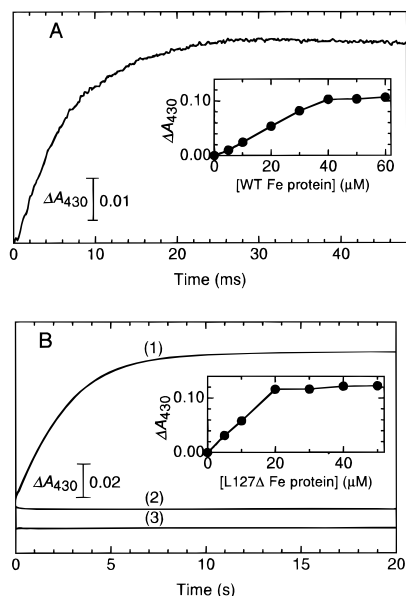 A
0.10
0.00
ΔA430
0 20 40 60
[WT Fe protein] (μM)
ΔA430 0.01
0 10 20 30 40
Time (ms)
B
(1)
0.10
0.00
ΔA430
0 20 40
[L127Δ Fe protein] (μM)
ΔA430 0.02
(2)
(3)
0 5 10 15 20
Time (s)